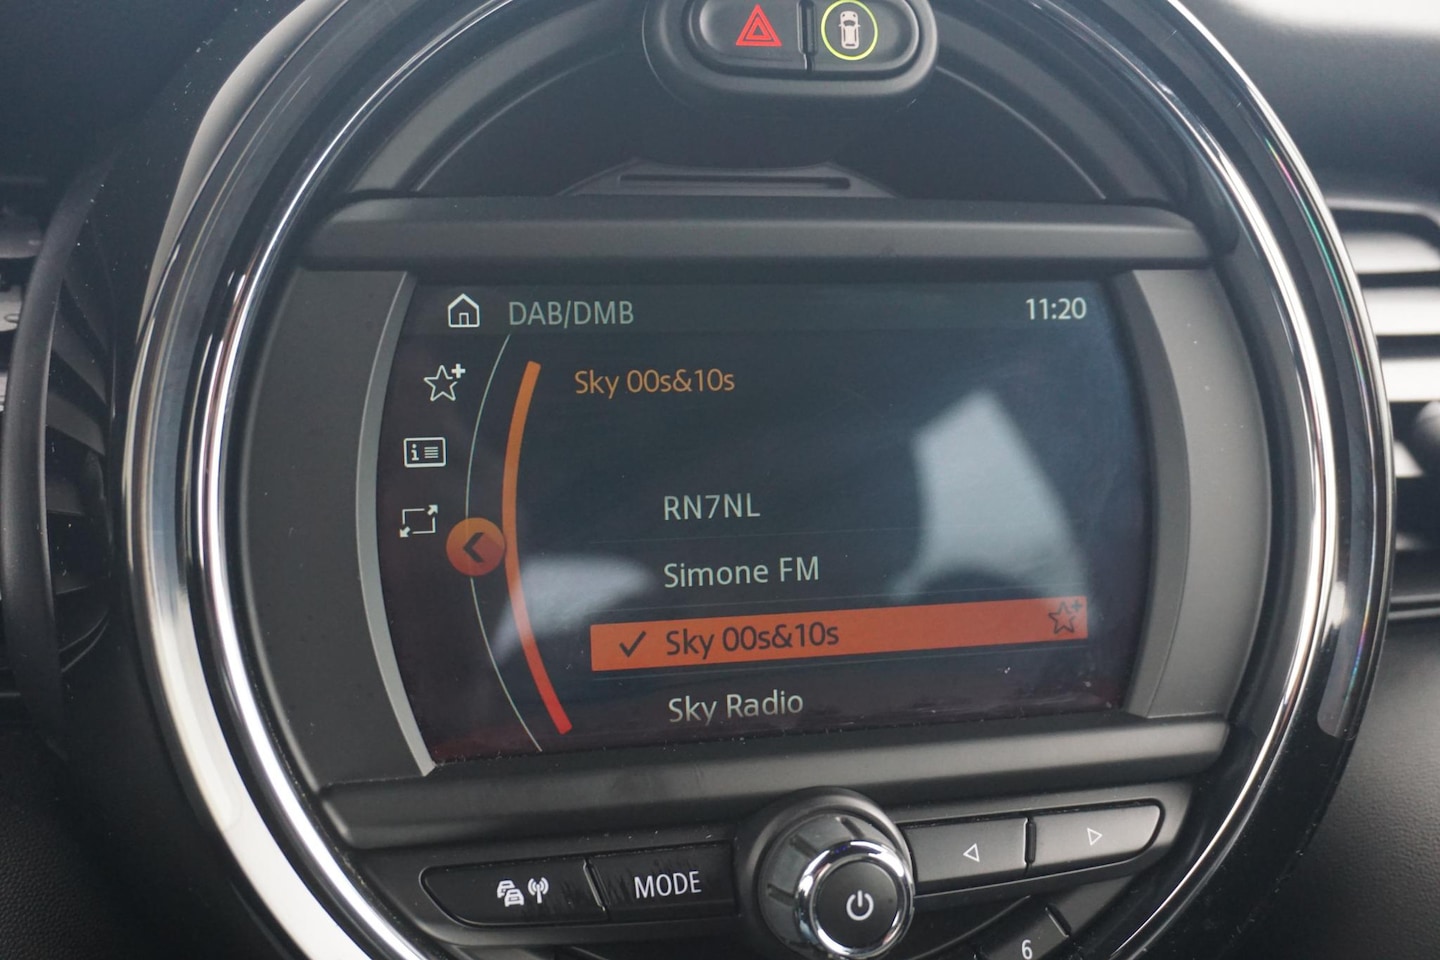 DAB/DMB
11:20
Sky 00s&10s
RN7NL
Simone FM
Sky 00s&10s
Sky Radio
MODE
6